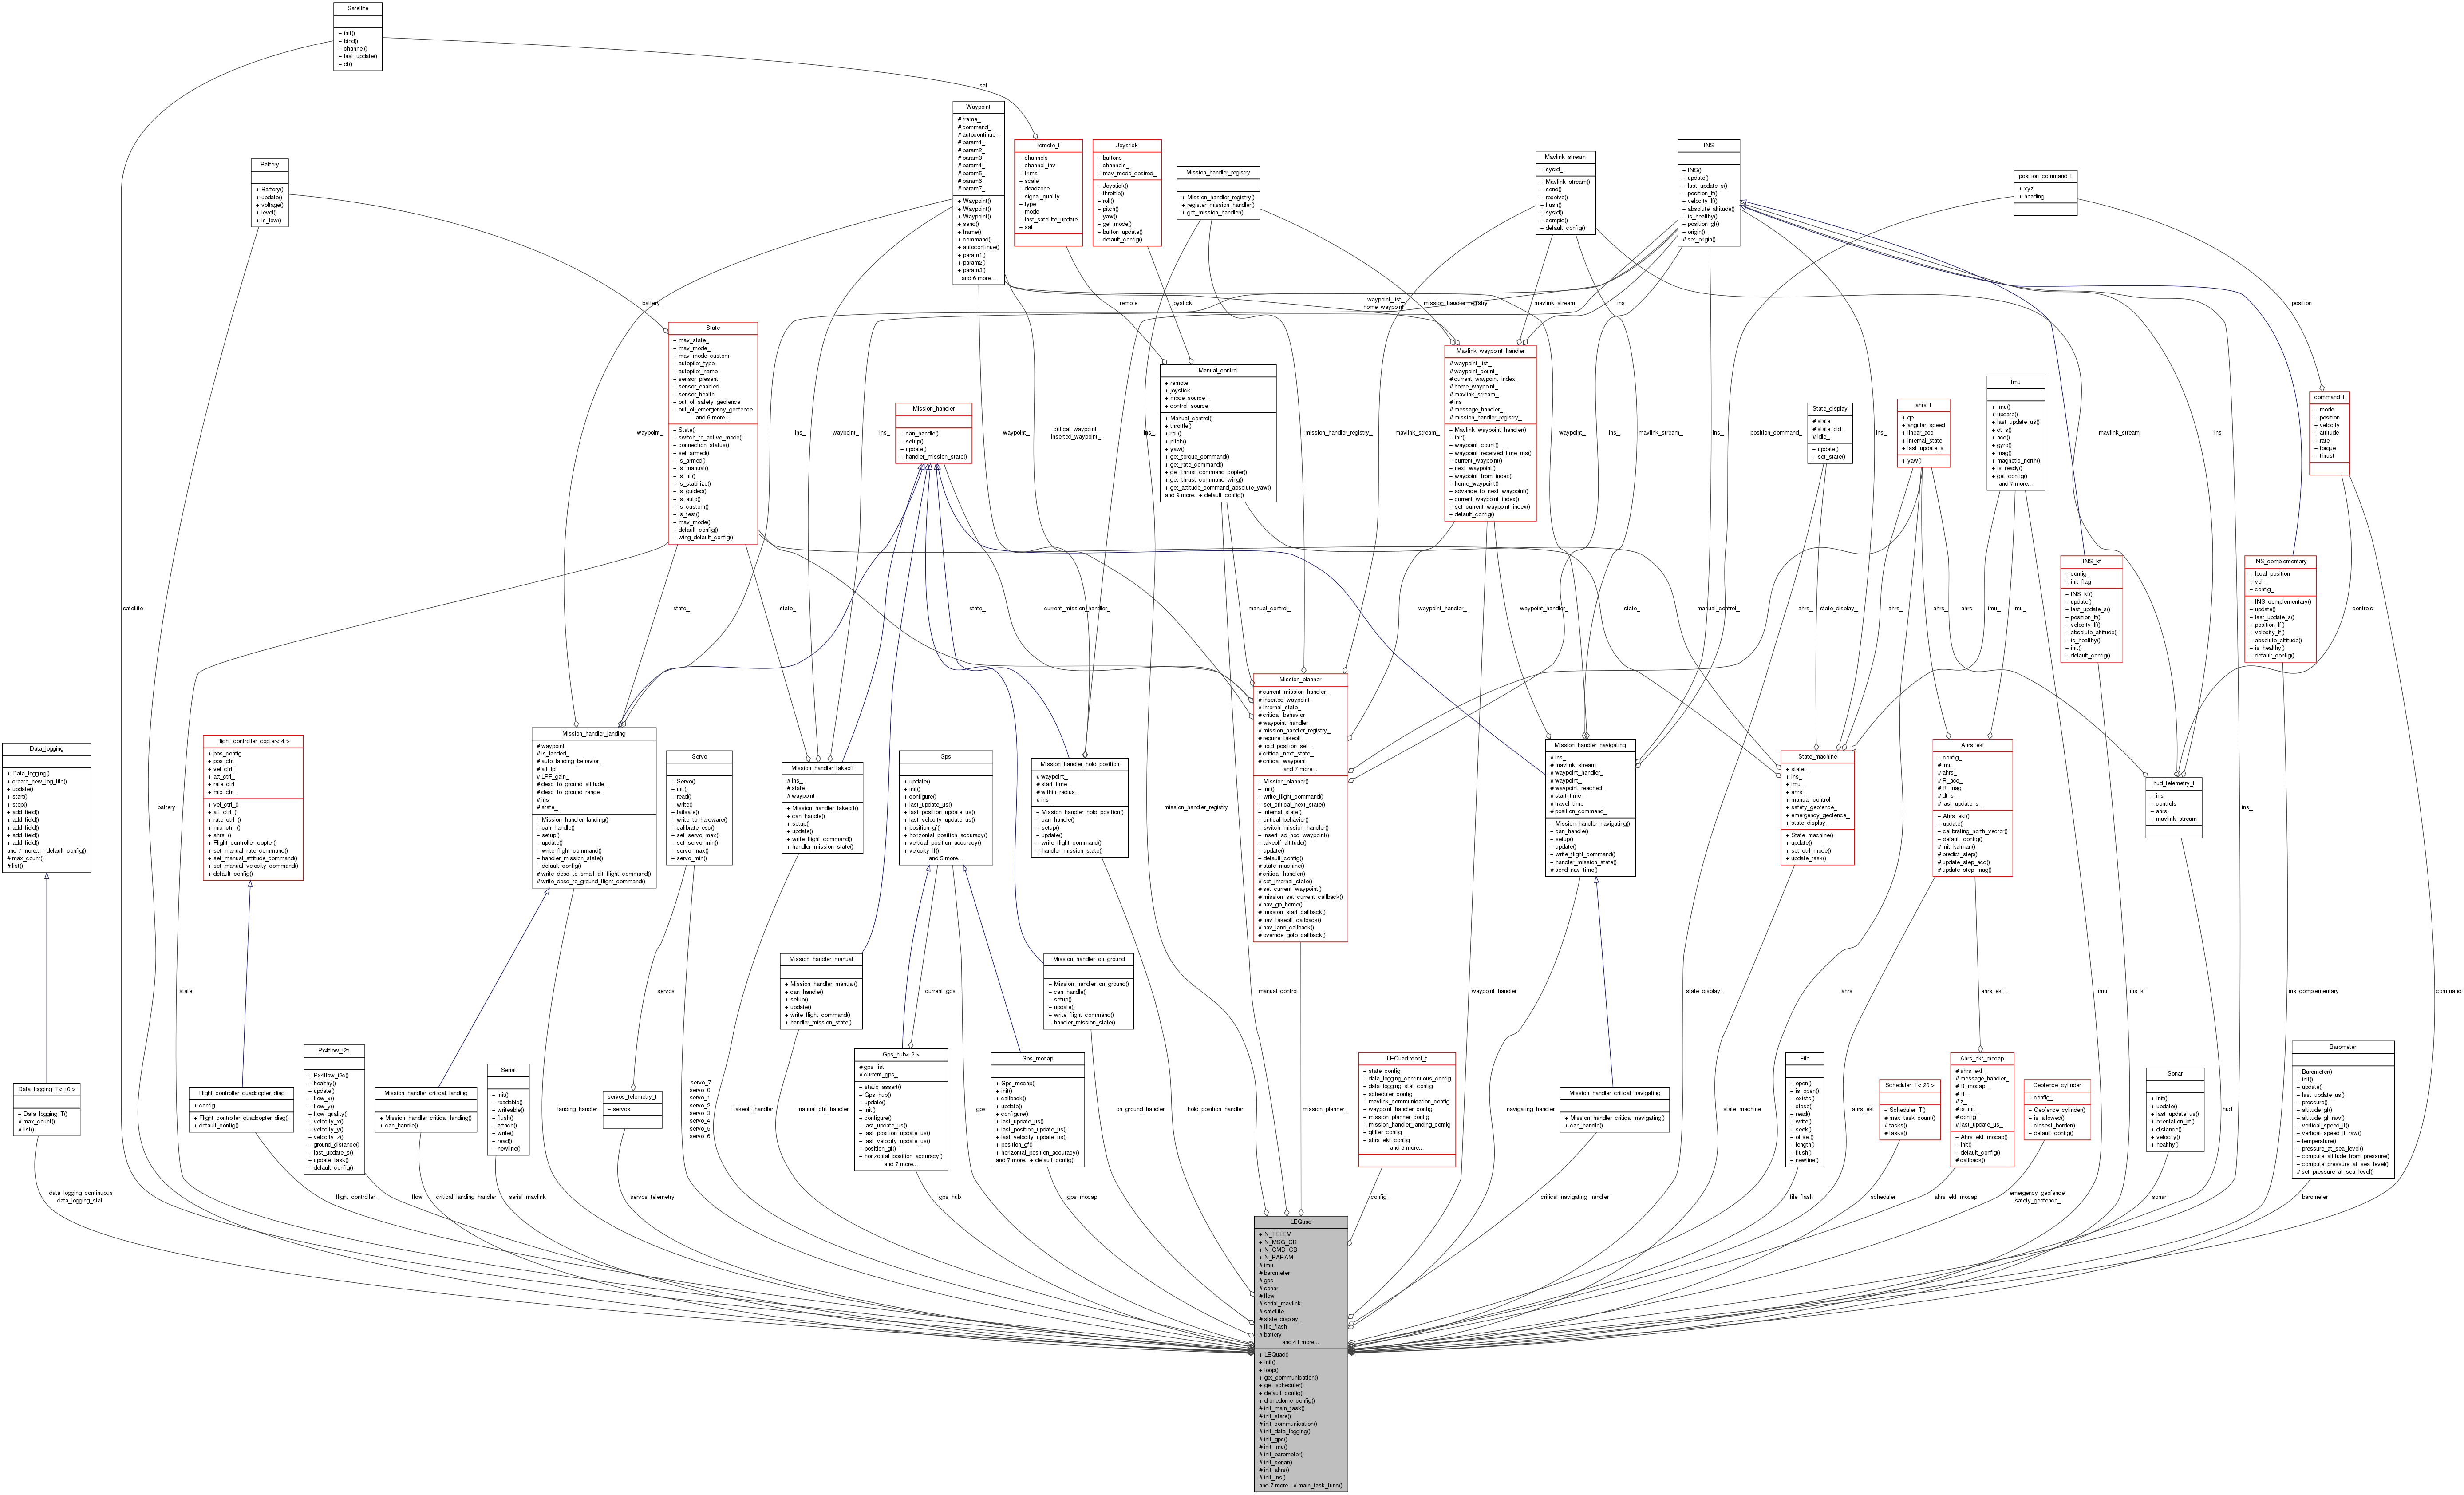 Satellite
+ init()
+ bind()
+ channel()
+ last_update()
+ dt()
sat
Waypoint
# frame_
# command_
# autocontinue_
# param1_
# param2_
# param3_
# param4_
# param5_
# param6_
# param7_
+ Waypoint()
+ Waypoint()
+ Waypoint()
+ send()
+ frame()
+ command()
+ autocontinue()
+ param1()
+ param2()
+ param3()
and 6 more...
remote_t
+ channels
+ channel_inv
+ trims
+ scale
+ deadzone
+ signal_quality
+ type
+ mode
+ last_satellite_update
+ sat
Joystick
+ buttons_
+ channels_
+ mav_mode_desired_
+ Joystick()
+ throttle()
+ roll()
+ pitch()
+ yaw()
+ get_mode()
+ button_update()
+ default_config()
Mission_handler_registry
+ Mission_handler_registry()
+ register_mission_handler()
+ get_mission_handler()
Mavlink_stream
+ sysid_
+ Mavlink_stream()
+ send()
+ receive()
+ flush()
+ sysid()
+ compid()
+ default_config()
INS
+ INS()
+ update()
+ last_update_s()
+ position_lf()
+ velocity_lf()
+ absolute_altitude()
+ is_healthy()
+ position_gf()
+ origin()
# set_origin()
position_command_t
+ xyz
+ heading
Battery
+ Battery()
+ update()
+ voltage()
+ level()
+ is_low()
battery_
remote
joystick
waypoint_list_
home_waypoint_
mission_handler_registry_
mavlink_stream_
ins_
position
State
+ mav_state_
+ mav_mode_
+ mav_mode_custom
+ autopilot_type
+ autopilot_name
+ sensor_present
+ sensor_enabled
+ sensor_health
+ out_of_safety_geofence
+ out_of_emergency_geofence
and 6 more...
+ State()
+ switch_to_active_mode()
+ connection_status()
+ set_armed()
+ is_armed()
+ is_manual()
+ is_hil()
+ is_stabilize()
+ is_guided()
+ is_auto()
+ is_custom()
+ is_test()
+ mav_mode()
+ default_config()
+ wing_default_config()
Mission_handler
+ can_handle()
+ setup()
+ update()
+ handler_mission_state()
Manual_control
+ remote
+ joystick
+ mode_source_
+ control_source_
+ Manual_control()
+ throttle()
+ roll()
+ pitch()
+ yaw()
+ get_torque_command()
+ get_rate_command()
+ get_thrust_command_copter()
+ get_thrust_command_wing()
+ get_attitude_command_absolute_yaw()
and 9 more...+ default_config()
Mavlink_waypoint_handler
# waypoint_list_
# waypoint_count_
# current_waypoint_index_
# home_waypoint_
# mavlink_stream_
# ins_
# message_handler_
# mission_handler_registry_
+ Mavlink_waypoint_handler()
+ init()
+ waypoint_count()
+ waypoint_received_time_ms()
+ current_waypoint()
+ next_waypoint()
+ waypoint_from_index()
+ home_waypoint()
+ advance_to_next_waypoint()
+ current_waypoint_index()
+ set_current_waypoint_index()
+ default_config()
State_display
# state_
# state_old_
# idle_
+ update()
+ set_state()
ahrs_t
+ qe
+ angular_speed
+ linear_acc
+ internal_state
+ last_update_s
+ yaw()
Imu
+ Imu()
+ update()
+ last_update_us()
+ dt_s()
+ acc()
+ gyro()
+ mag()
+ magnetic_north()
+ is_ready()
+ get_config()
and 7 more...
command_t
+ mode
+ position
+ velocity
+ attitude
+ rate
+ torque
+ thrust
waypoint_
ins_
waypoint_
ins_
waypoint_
critical_waypoint_
inserted_waypoint_
ins_
mission_handler_registry_
mavlink_stream_
waypoint_
ins_
mavlink_stream_
ins_
position_command_
ins_
mavlink_stream
ins
INS_kf
+ config_
+ init_flag
+ INS_kf()
+ update()
+ last_update_s()
+ position_lf()
+ velocity_lf()
+ absolute_altitude()
+ is_healthy()
+ init()
+ default_config()
INS_complementary
+ local_position_
+ vel_
+ config_
+ INS_complementary()
+ update()
+ last_update_s()
+ position_lf()
+ velocity_lf()
+ absolute_altitude()
+ is_healthy()
+ default_config()
satellite
state_
state_
state_
current_mission_handler_
manual_control_
waypoint_handler_
waypoint_handler_
state_
manual_control_
ahrs_
state_display_
ahrs_
ahrs_
ahrs
imu_
imu_
controls
Data_logging
+ Data_logging()
+ create_new_log_file()
+ update()
+ start()
+ stop()
+ add_field()
+ add_field()
+ add_field()
+ add_field()
+ add_field()
and 7 more...+ default_config()
# max_count()
# list()
Flight_controller_copter< 4 >
+ pos_config
+ pos_ctrl_
+ vel_ctrl_
+ att_ctrl_
+ rate_ctrl_
+ mix_ctrl_
+ vel_ctrl_()
+ att_ctrl_()
+ rate_ctrl_()
+ mix_ctrl_()
+ ahrs_()
+ Flight_controller_copter()
+ set_manual_rate_command()
+ set_manual_attitude_command()
+ set_manual_velocity_command()
+ default_config()
Mission_handler_landing
# waypoint_
# is_landed_
# auto_landing_behavior_
# alt_lpf_
# LPF_gain_
# desc_to_ground_altitude_
# desc_to_ground_range_
# ins_
# state_
+ Mission_handler_landing()
+ can_handle()
+ setup()
+ update()
+ write_flight_command()
+ handler_mission_state()
+ default_config()
# write_desc_to_small_alt_flight_command()
# write_desc_to_ground_flight_command()
Servo
+ Servo()
+ init()
+ read()
+ write()
+ failsafe()
+ write_to_hardware()
+ calibrate_esc()
+ set_servo_max()
+ set_servo_min()
+ servo_max()
+ servo_min()
Mission_handler_takeoff
# ins_
# state_
# waypoint_
+ Mission_handler_takeoff()
+ can_handle()
+ setup()
+ update()
+ write_flight_command()
+ handler_mission_state()
Gps
+ update()
+ init()
+ configure()
+ last_update_us()
+ last_position_update_us()
+ last_velocity_update_us()
+ position_gf()
+ horizontal_position_accuracy()
+ vertical_position_accuracy()
+ velocity_lf()
and 5 more...
Mission_handler_hold_position
# waypoint_
# start_time_
# within_radius_
# ins_
+ Mission_handler_hold_position()
+ can_handle()
+ setup()
+ update()
+ write_flight_command()
+ handler_mission_state()
Mission_planner
# current_mission_handler_
# inserted_waypoint_
# internal_state_
# critical_behavior_
# waypoint_handler_
# mission_handler_registry_
# require_takeoff_
# hold_position_set_
# critical_next_state_
# critical_waypoint_
and 7 more...
+ Mission_planner()
+ init()
+ write_flight_command()
+ set_critical_next_state()
+ internal_state()
+ critical_behavior()
+ switch_mission_handler()
+ insert_ad_hoc_waypoint()
+ takeoff_altitude()
+ update()
+ default_config()
# state_machine()
# critical_handler()
# set_internal_state()
# set_current_waypoint()
# mission_set_current_callback()
# nav_go_home()
# mission_start_callback()
# nav_takeoff_callback()
# nav_land_callback()
# override_goto_callback()
Mission_handler_navigating
# ins_
# mavlink_stream_
# waypoint_handler_
# waypoint_
# waypoint_reached_
# start_time_
# travel_time_
# position_command_
+ Mission_handler_navigating()
+ can_handle()
+ setup()
+ update()
+ write_flight_command()
+ handler_mission_state()
# send_nav_time()
State_machine
+ state_
+ ins_
+ imu_
+ ahrs_
+ manual_control_
+ safety_geofence_
+ emergency_geofence_
+ state_display_
+ State_machine()
+ update()
+ set_ctrl_mode()
+ update_task()
Ahrs_ekf
+ config_
# imu_
# ahrs_
# R_acc_
# R_mag_
# dt_s_
# last_update_s_
+ Ahrs_ekf()
+ update()
+ calibrating_north_vector()
+ default_config()
# init_kalman()
# predict_step()
# update_step_acc()
# update_step_mag()
hud_telemetry_t
+ ins
+ controls
+ ahrs
+ mavlink_stream
battery
mission_handler_registry
ins_
state
servos
Mission_handler_manual
+ Mission_handler_manual()
+ can_handle()
+ setup()
+ update()
+ write_flight_command()
+ handler_mission_state()
current_gps_
Mission_handler_on_ground
+ Mission_handler_on_ground()
+ can_handle()
+ setup()
+ update()
+ write_flight_command()
+ handler_mission_state()
manual_control
waypoint_handler
state_display_
ahrs
ahrs_ekf_
imu
ins_kf
ins_complementary
command
Data_logging_T< 10 >
+ Data_logging_T()
# max_count()
# list()
Flight_controller_quadcopter_diag
+ config
+ Flight_controller_quadcopter_diag()
+ default_config()
Px4flow_i2c
+ Px4flow_i2c()
+ healthy()
+ update()
+ flow_x()
+ flow_y()
+ flow_quality()
+ velocity_x()
+ velocity_y()
+ velocity_z()
+ ground_distance()
+ last_update_s()
+ update_task()
+ default_config()
Mission_handler_critical_landing
+ Mission_handler_critical_landing()
+ can_handle()
Serial
+ init()
+ readable()
+ writeable()
+ flush()
+ attach()
+ write()
+ read()
+ newline()
servos_telemetry_t
+ servos
servo_7
servo_0
servo_1
servo_2
servo_3
servo_4
servo_5
servo_6
Gps_hub< 2 >
# gps_list_
# current_gps_
+ static_assert()
+ Gps_hub()
+ update()
+ init()
+ configure()
+ last_update_us()
+ last_position_update_us()
+ last_velocity_update_us()
+ position_gf()
+ horizontal_position_accuracy()
and 7 more...
Gps_mocap
+ Gps_mocap()
+ init()
+ callback()
+ update()
+ configure()
+ last_update_us()
+ last_position_update_us()
+ last_velocity_update_us()
+ position_gf()
+ horizontal_position_accuracy()
and 7 more...+ default_config()
LEQuad::conf_t
+ state_config
+ data_logging_continuous_config
+ data_logging_stat_config
+ scheduler_config
+ mavlink_communication_config
+ waypoint_handler_config
+ mission_planner_config
+ mission_handler_landing_config
+ qfilter_config
+ ahrs_ekf_config
and 5 more...
Mission_handler_critical_navigating
+ Mission_handler_critical_navigating()
+ can_handle()
File
+ open()
+ is_open()
+ exists()
+ close()
+ read()
+ write()
+ seek()
+ offset()
+ length()
+ flush()
+ newline()
Scheduler_T< 20 >
+ Scheduler_T()
# max_task_count()
# tasks()
# tasks()
Ahrs_ekf_mocap
# ahrs_ekf_
# message_handler_
# R_mocap_
# H_
# z_
# is_init_
# config_
# last_update_us_
+ Ahrs_ekf_mocap()
+ init()
+ default_config()
# callback()
Geofence_cylinder
+ config_
+ Geofence_cylinder()
+ is_allowed()
+ closest_border()
+ default_config()
Sonar
+ init()
+ update()
+ last_update_us()
+ orientation_bf()
+ distance()
+ velocity()
+ healthy()
Barometer
+ Barometer()
+ init()
+ update()
+ last_update_us()
+ pressure()
+ altitude_gf()
+ altitude_gf_raw()
+ vertical_speed_lf()
+ vertical_speed_lf_raw()
+ temperature()
+ pressure_at_sea_level()
+ compute_altitude_from_pressure()
+ compute_pressure_at_sea_level()
# set_pressure_at_sea_level()
landing_handler
takeoff_handler
manual_ctrl_handler
gps
on_ground_handler
hold_position_handler
mission_planner_
navigating_handler
state_machine
ahrs_ekf
hud
data_logging_continuous
data_logging_stat
flight_controller_
flow
critical_landing_handler
serial_mavlink
servos_telemetry
gps_hub
gps_mocap
config_
critical_navigating_handler
file_flash
scheduler
ahrs_ekf_mocap
emergency_geofence_
safety_geofence_
sonar
barometer
LEQuad
+ N_TELEM
+ N_MSG_CB
+ N_CMD_CB
+ N_PARAM
# imu
# barometer
# gps
# sonar
# flow
# serial_mavlink
# satellite
# state_display_
# file_flash
# battery
and 41 more...
+ LEQuad()
+ init()
+ loop()
+ get_communication()
+ get_scheduler()
+ default_config()
+ dronedome_config()
# init_main_task()
# init_state()
# init_communication()
# init_data_logging()
# init_gps()
# init_imu()
# init_barometer()
# init_sonar()
# init_ahrs()
# init_ins()
and 7 more...# main_task_func()